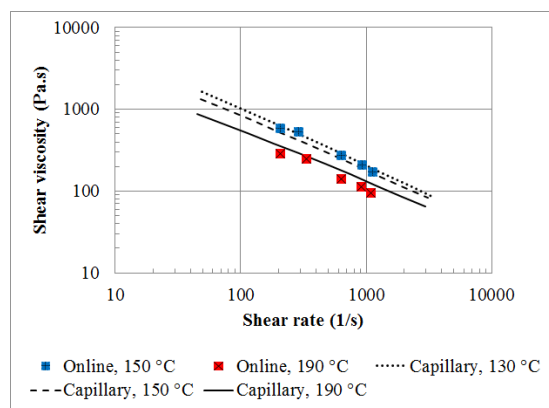 10000
1000
100
10
Shear viscosity (Pa.s)
10 100 1000 10000
Shear rate (1/s)
Online, 150 °C Online, 190 °C Capillary, 130 °C
Capillary, 150 °C Capillary, 190 °C